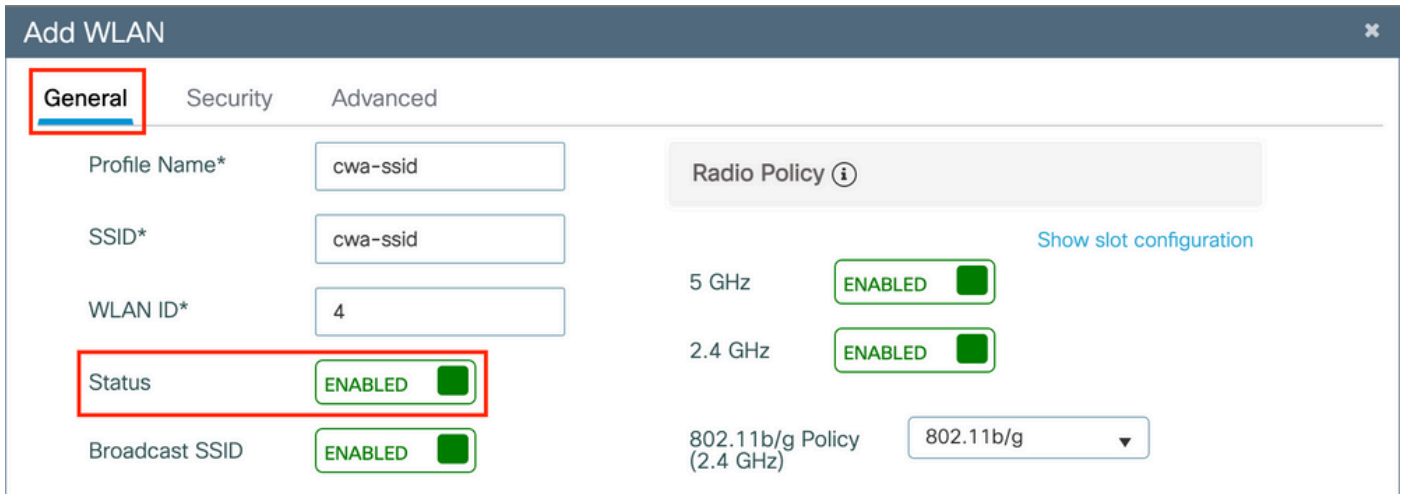 Add WLAN
General Security Advanced
Profile Name* cwa-ssid
SSID* cwa-ssid
WLAN ID* 4
Status ENABLED
Broadcast SSID ENABLED
Radio Policy
Show slot configuration
5 GHz ENABLED
2.4 GHz ENABLED
802.11b/g Policy 802.11b/g
(2.4 GHz)